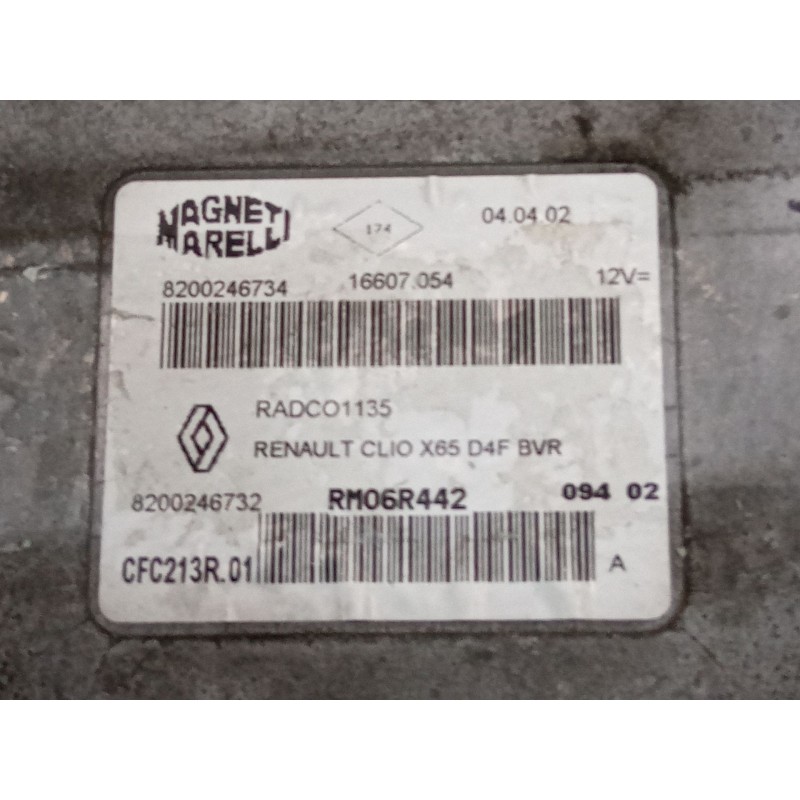 MAGNETI
MARELLI
174
04.04 02
8200246734 16607.054 12V=
RADCO1135
RENAULT CLIO X65 D4F BVR
8200246732 RM06R442 094 02
CFC213R.01 A